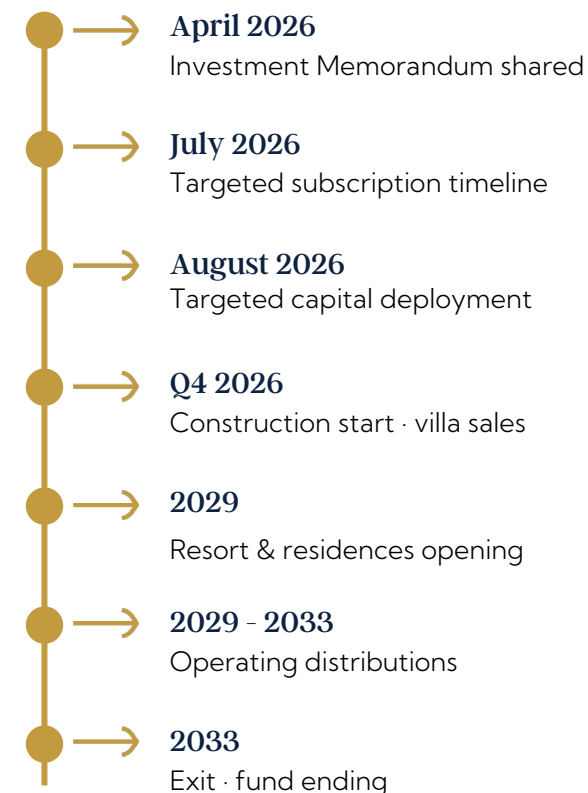 April 2026
Investment Memorandum shared
July 2026
Targeted subscription timeline
August 2026
Targeted capital deployment
Q4 2026
Construction start · villa sales
2029
Resort & residences opening
2029 - 2033
Operating distributions
2033
Exit · fund ending